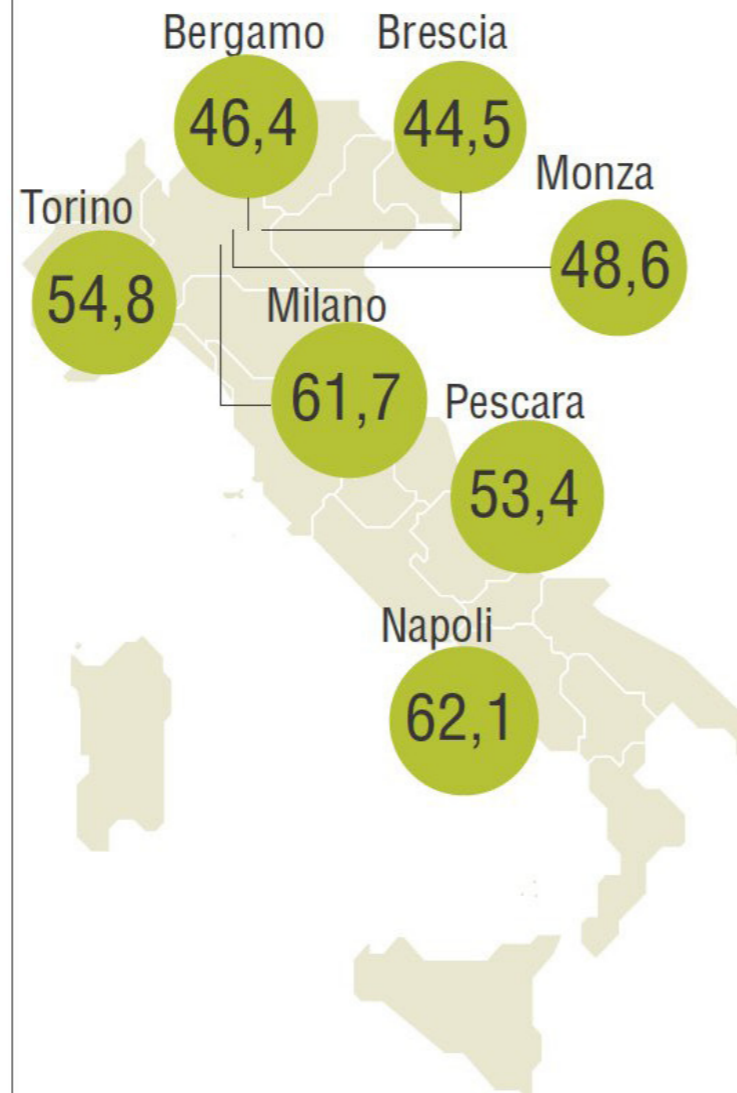 Bergamo
46,4
Brescia
44,5
Monza
48,6
Torino
54,8
Milano
61,7
Pescara
53,4
Napoli
62,1